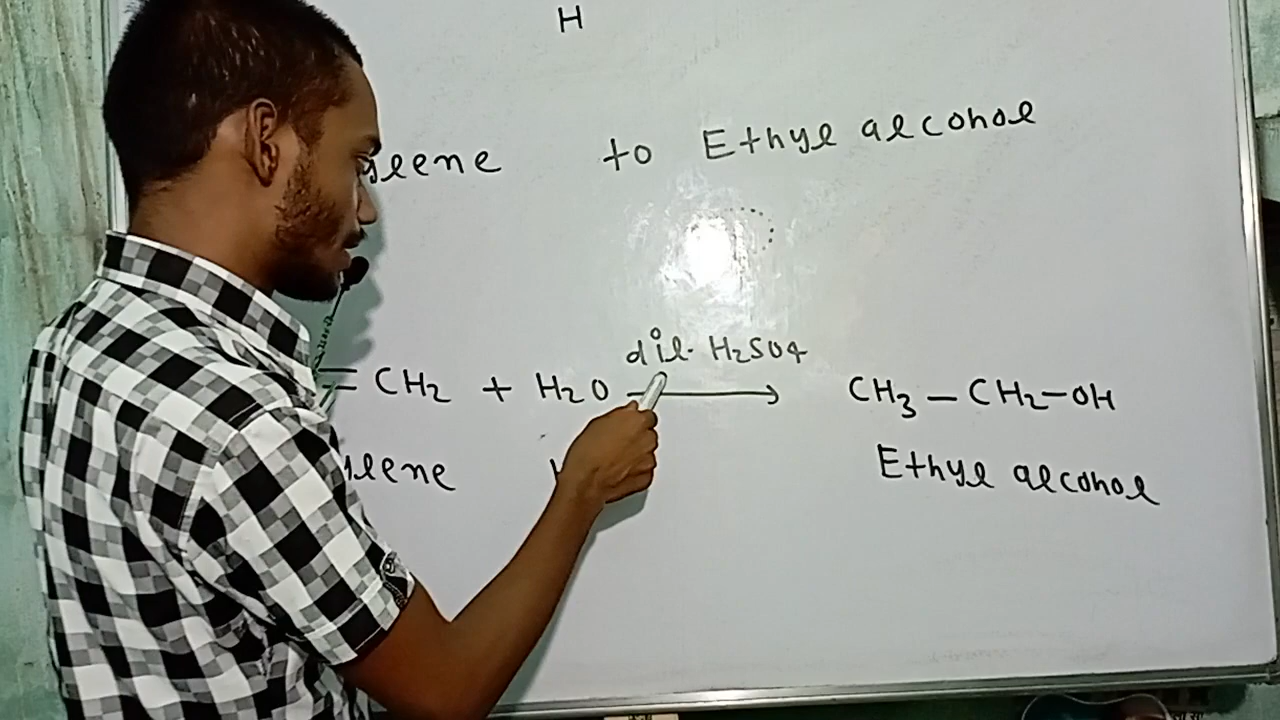 H
to Ethyl alcohol
dil. H2SO4
= CH2 + H2O → CH3 – CH2–OH
Ethyl alcohol